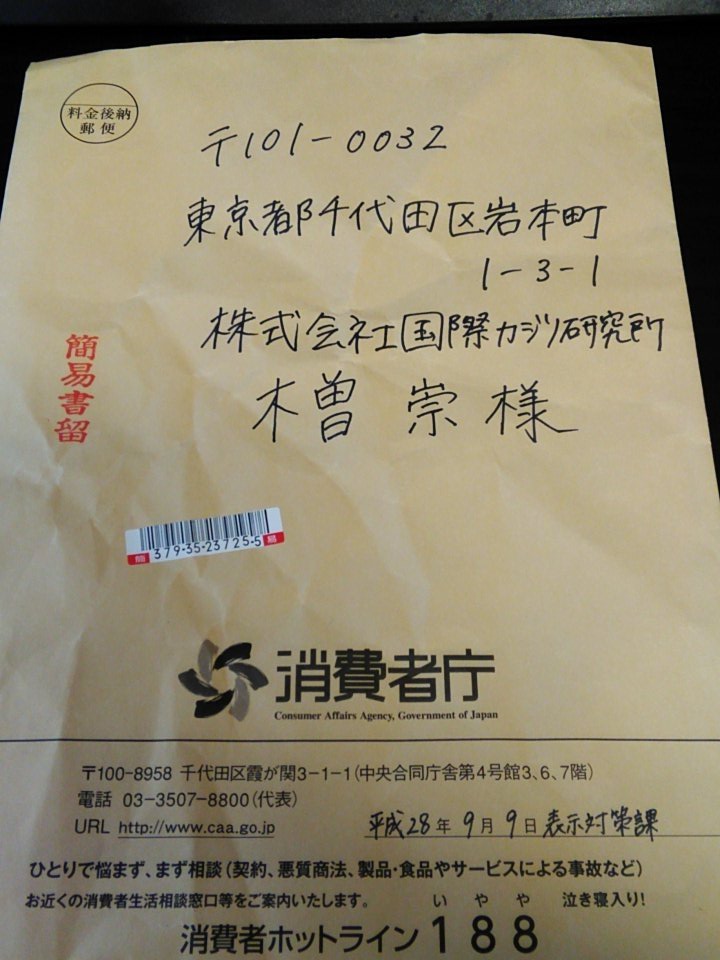 料金後納
郵便
〒101-0032
東京都千代田区岩本町
1-3-1
株式会社国際カジノ研究所
木曽 崇 様
簡易書留
簡 379-35-23725-5 易
消費者庁
Consumer Affairs Agency, Government of Japan
〒100-8958 千代田区霞が関3-1-1(中央合同庁舎第4号館3、6、7階)
電話 03-3507-8800(代表)
URL http://www.caa.go.jp
平成28年9月9日 表示対策課
ひとりで悩まず、まず相談(契約、悪質商法、製品・食品やサービスによる事故など)
お近くの消費者生活相談窓口等をご案内いたします。
い や や 泣き寝入り!
消費者ホットライン 188